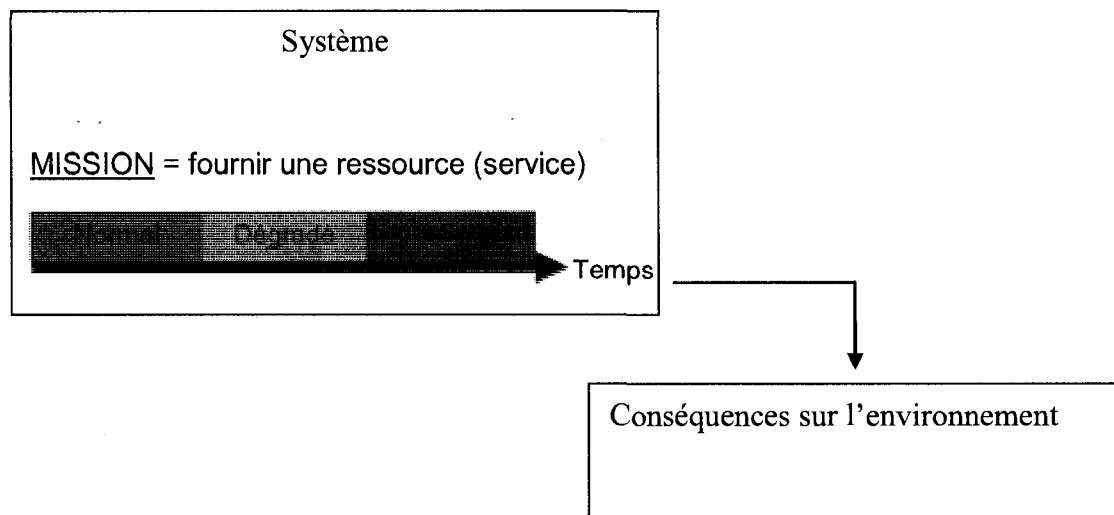 Système
MISSION = fournir une ressource (service)
Normal Dégradé
Temps
Conséquences sur l'environnement